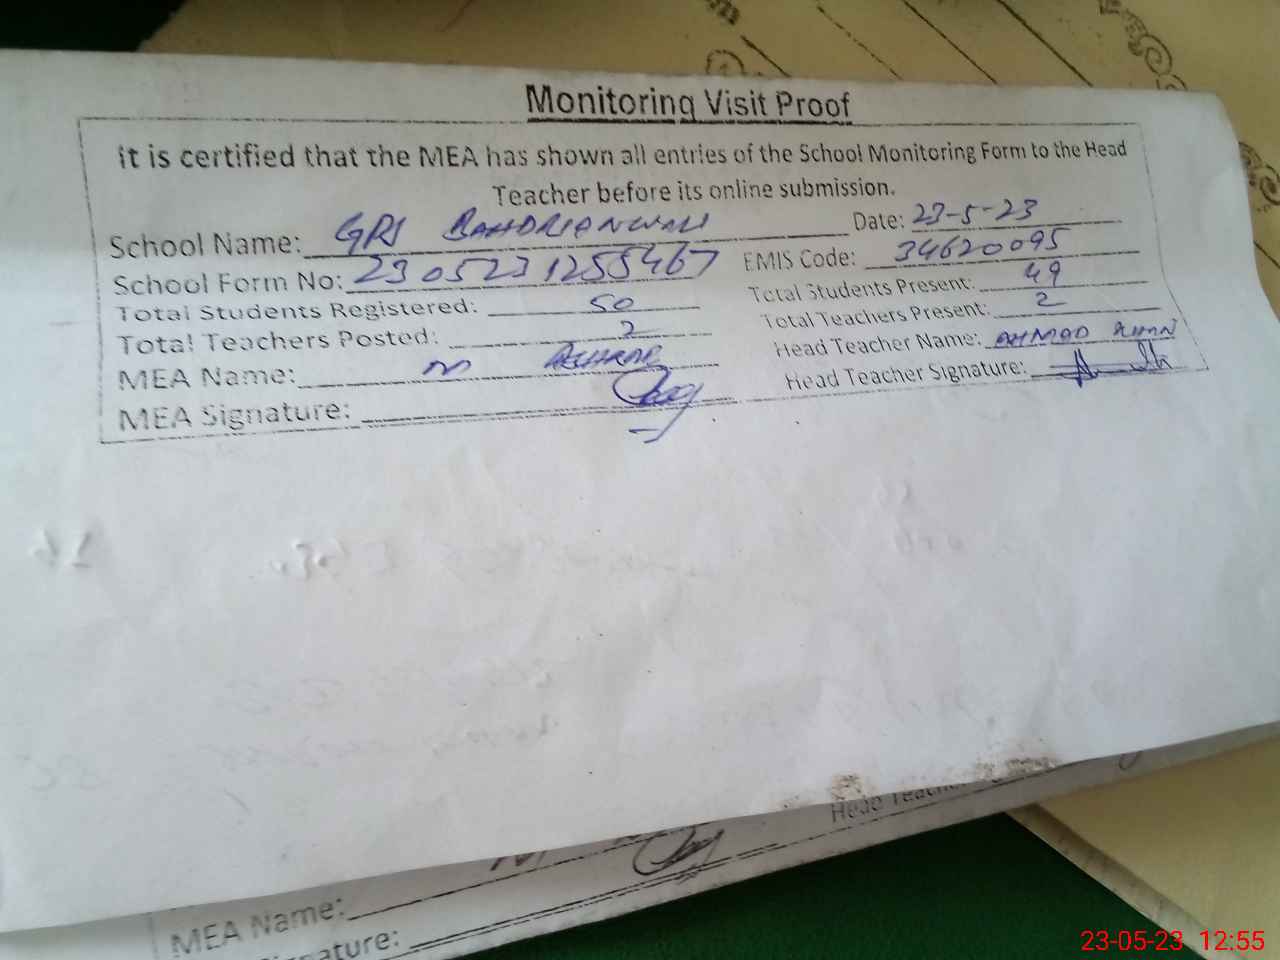 Monitoring Visit Proof
it is certified that the MEA has shown all entries of the School Monitoring Form to the Head
Teacher before its online submission.
School Name: GPS BAHDRIANWALI Date: 23-5-23
School Form No: 230523 1255467 EMIS Code: 34620095
Total Students Registered: 50 Total Students Present: 49
Total Teachers Posted: 2 Total Teachers Present: 2
MEA Name: M ASHRAF Head Teacher Name: AHMAD KHAN
MEA Signature: Head Teacher Signature:
Head Teach
MEA Name: M
gnature:
23-05-23 12:55